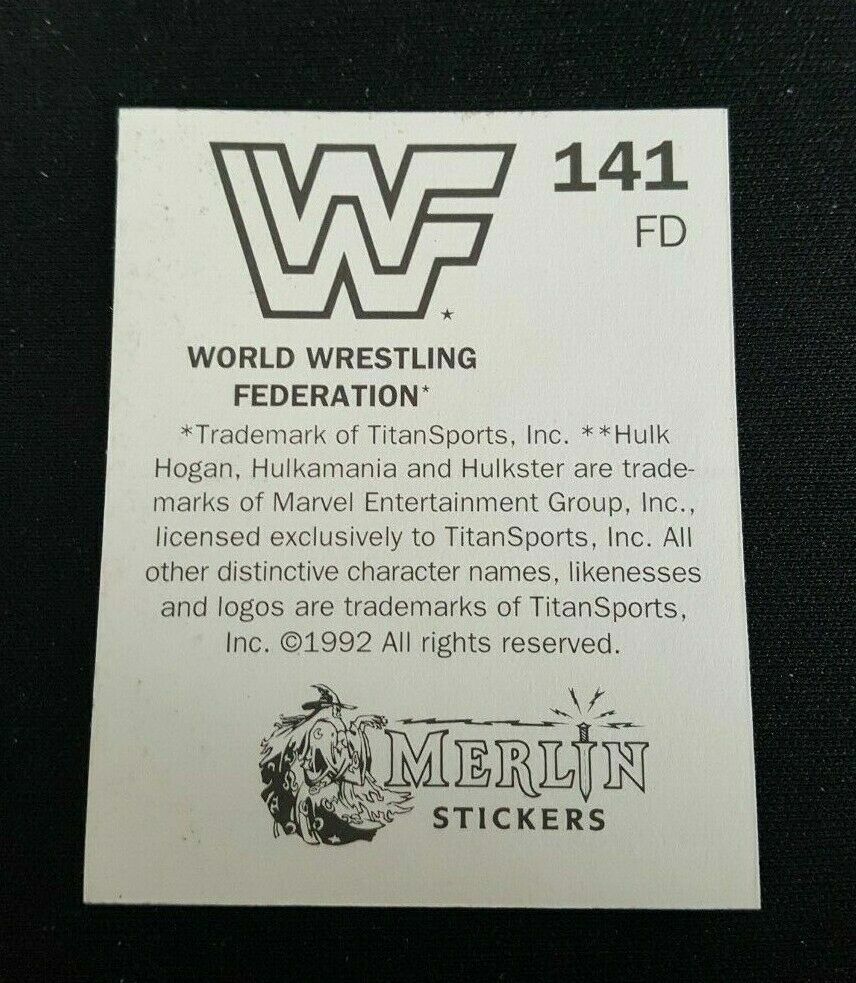 WF
141
FD
WORLD WRESTLING
FEDERATION*
*Trademark of TitanSports, Inc. **Hulk
Hogan, Hulkamania and Hulkster are trade-
marks of Marvel Entertainment Group, Inc.,
licensed exclusively to TitanSports, Inc. All
other distinctive character names, likenesses
and logos are trademarks of TitanSports,
Inc. ©1992 All rights reserved.
MERLIN
STICKERS